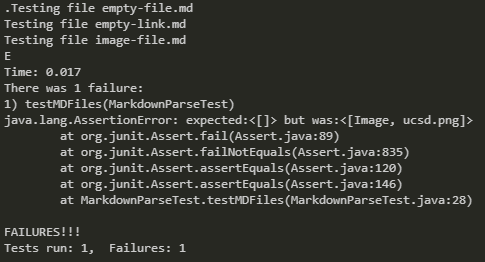 .Testing file empty-file.md
Testing file empty-link.md
Testing file image-file.md
E
Time: 0.017
There was 1 failure:
1) testMDFiles(MarkdownParseTest)
java.lang.AssertionError: expected:<[]> but was:<[Image, ucsd.png]>
        at org.junit.Assert.fail(Assert.java:89)
        at org.junit.Assert.failNotEquals(Assert.java:835)
        at org.junit.Assert.assertEquals(Assert.java:120)
        at org.junit.Assert.assertEquals(Assert.java:146)
        at MarkdownParseTest.testMDFiles(MarkdownParseTest.java:28)

FAILURES!!!
Tests run: 1,  Failures: 1